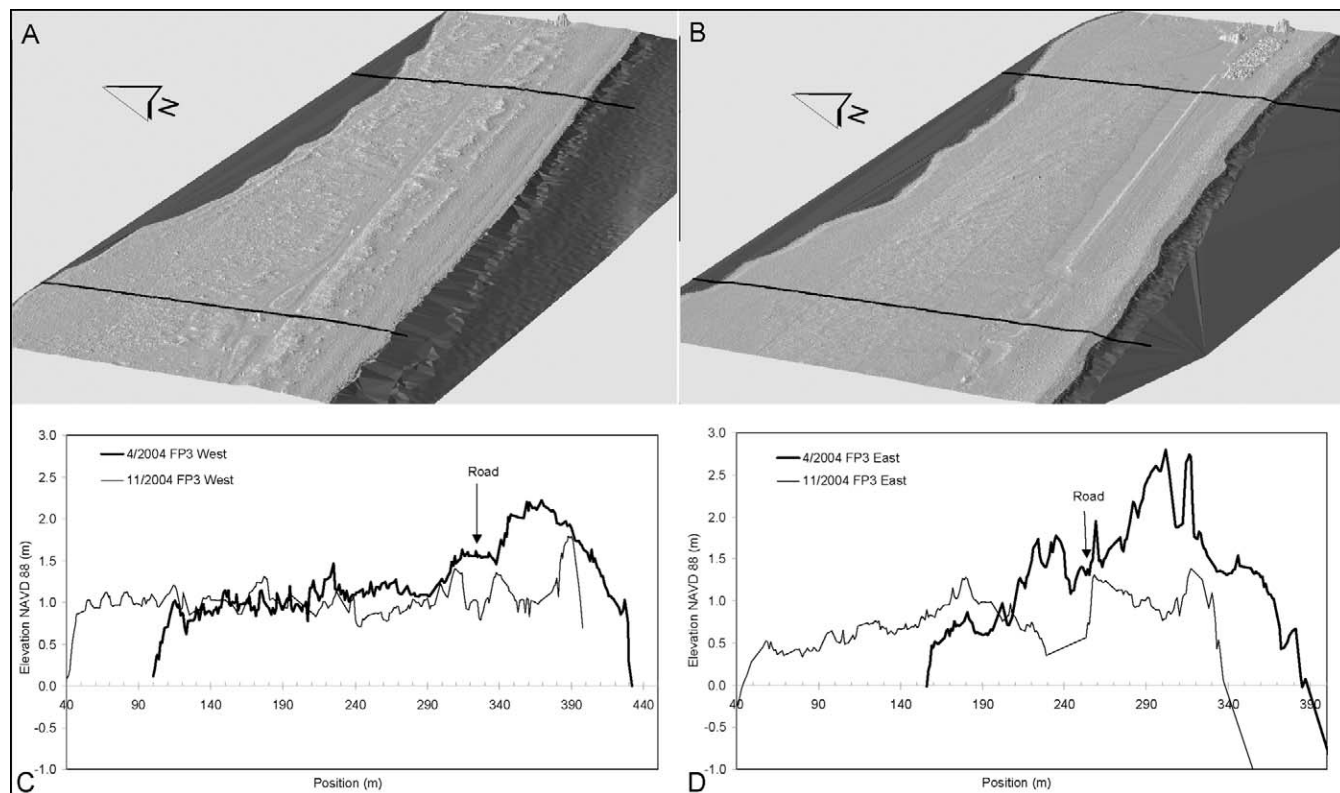 A
N
B
N
3.0
2.5
2.0
1.5
1.0
0.5
0.0
-0.5
-1.0
Elevation NAVD 88 (m)
4/2004 FP3 West
11/2004 FP3 West
Road
40 90 140 190 240 290 340 390 440
Position (m)
C
3.0
2.5
2.0
1.5
1.0
0.5
0.0
-0.5
-1.0
Elevation NAVD 88 (m)
4/2004 FP3 East
11/2004 FP3 East
Road
40 90 140 190 240 290 340 390
Position (m)
D